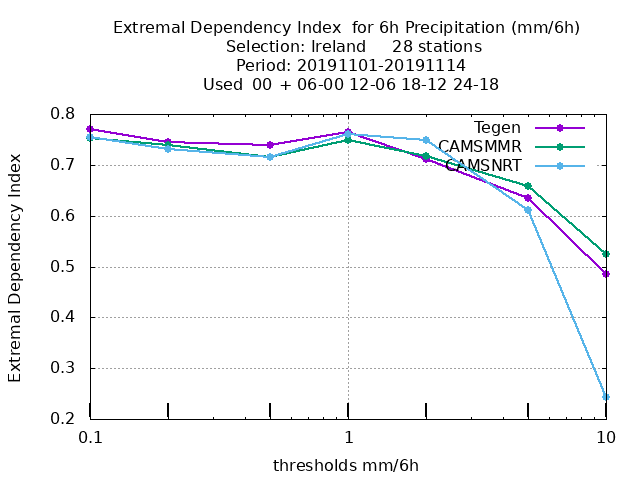 Extremal Dependency Index  for 6h Precipitation (mm/6h)
Selection: Ireland     28 stations
Period: 20191101-20191114
Used  00  + 06-00 12-06 18-12 24-18
Extremal Dependency Index
0.8
0.7
0.6
0.5
0.4
0.3
0.2
Tegen
CAMSMMR
CAMSNRT
0.1 1 10
thresholds mm/6h